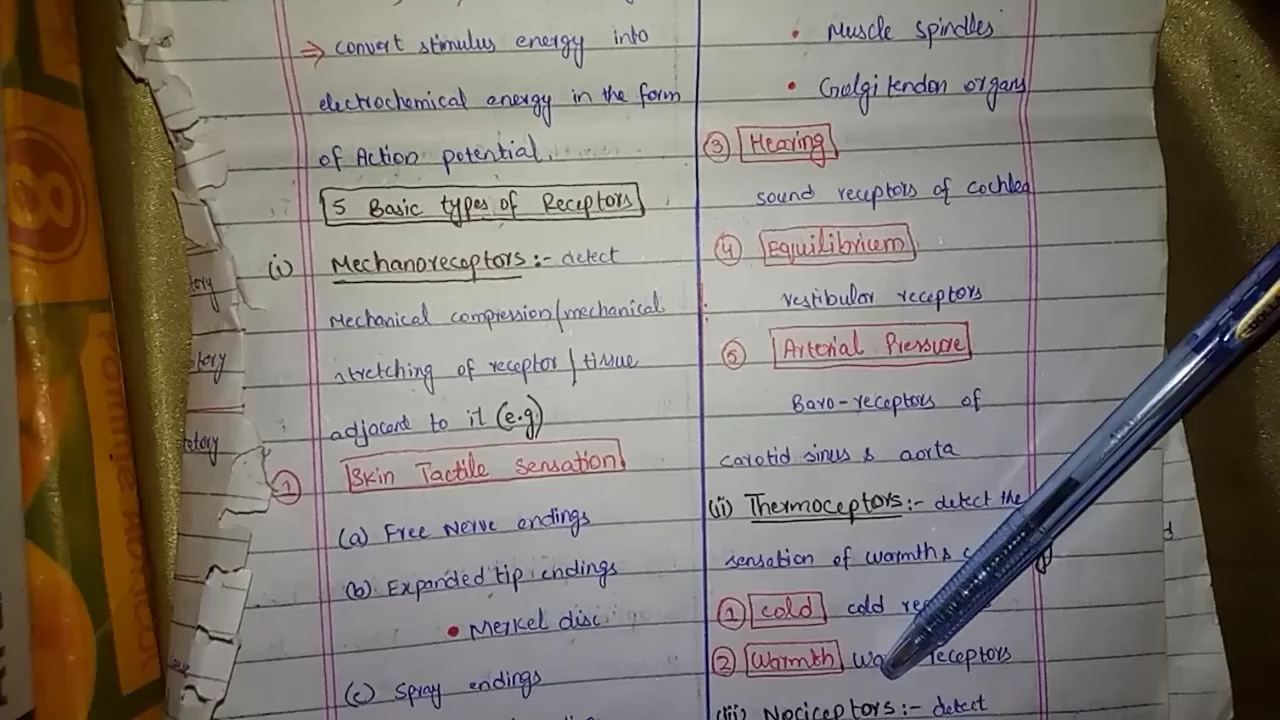 ⇒ convert stimulus energy into
electrochemical energy in the form
of Action potential.
5 Basic types of Receptors
(i) Mechanoreceptors :- detect
Mechanical compression/mechanical
stretching of receptor / tissue
adjacent to it (e.g)
① Skin Tactile Sensation
(a) Free Nerve endings
(b) Expanded tip endings
• Merkel disc
(c) Spray endings
• Muscle spindles
• Golgi tendon organs
③ Hearing
sound receptors of cochlea
④ Equilibrium
vestibular receptors
⑤ Arterial Pressure
Baro-receptors of
carotid sinus & aorta
(ii) Thermoceptors :- detect the
sensation of warmth &
① Cold cold
② Warmth receptors
(iii) Nociceptors :- detect